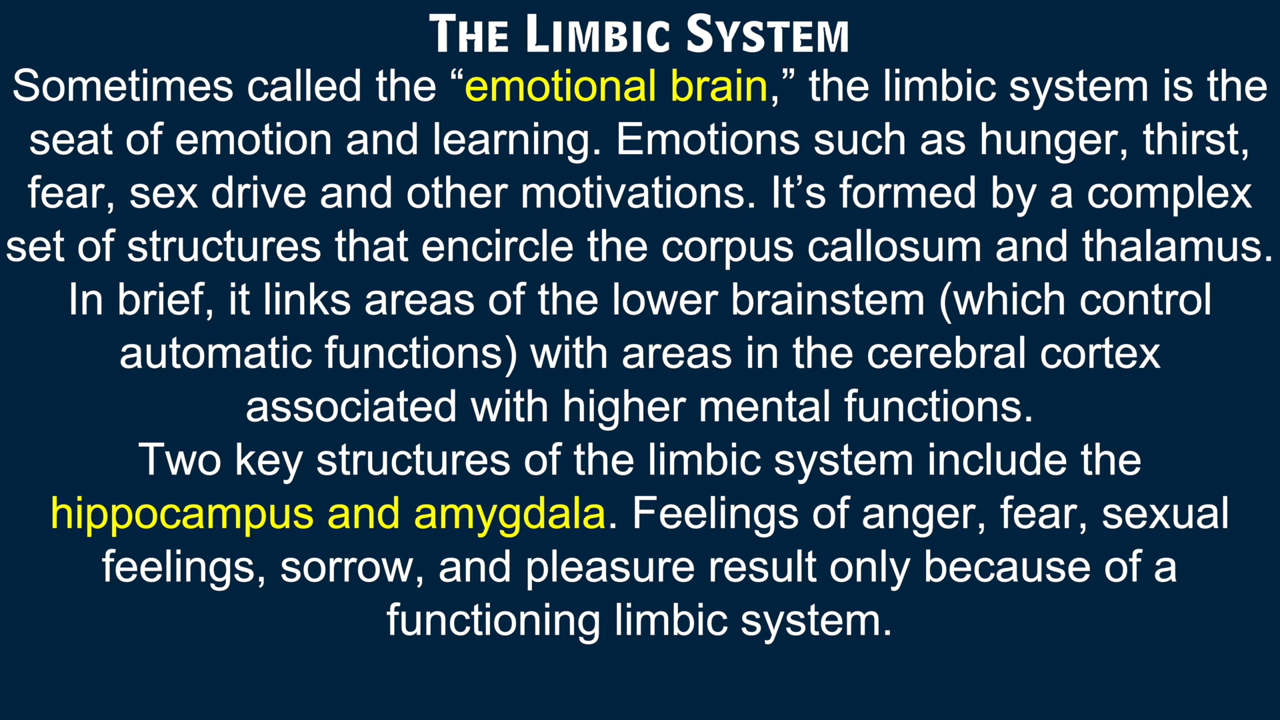 THE LIMBIC SYSTEM
Sometimes called the “emotional brain,” the limbic system is the
seat of emotion and learning. Emotions such as hunger, thirst,
fear, sex drive and other motivations. It’s formed by a complex
set of structures that encircle the corpus callosum and thalamus.
In brief, it links areas of the lower brainstem (which control
automatic functions) with areas in the cerebral cortex
associated with higher mental functions.
Two key structures of the limbic system include the
hippocampus and amygdala. Feelings of anger, fear, sexual
feelings, sorrow, and pleasure result only because of a
functioning limbic system.